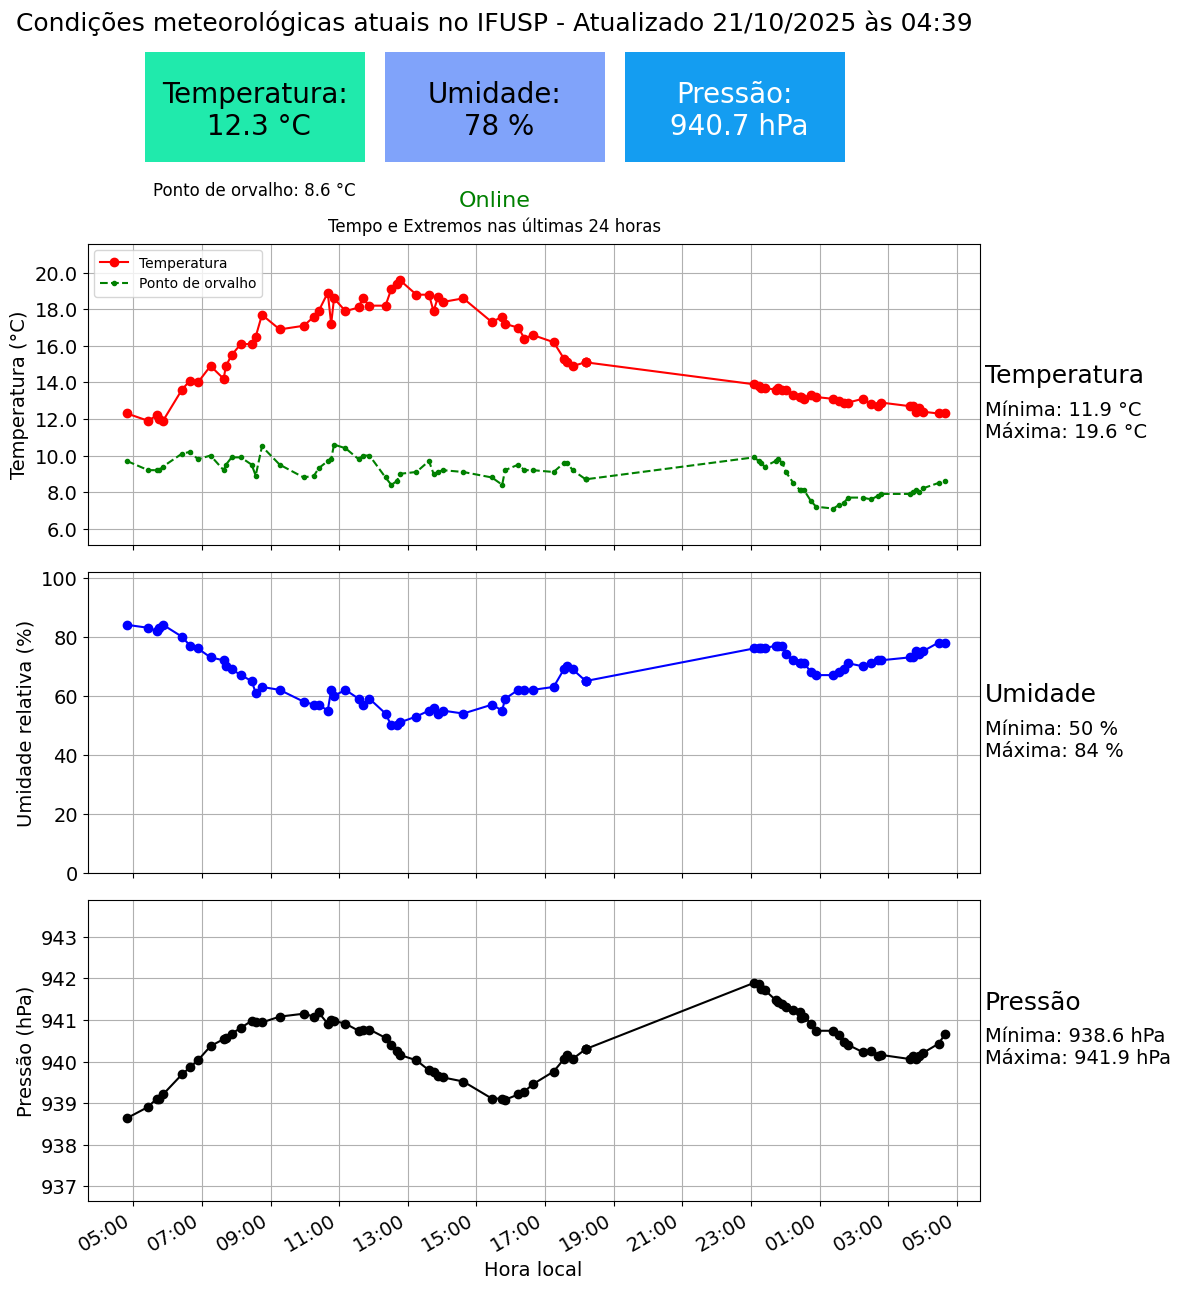 Condições meteorológicas atuais no IFUSP - Atualizado 21/10/2025 às 04:39
Temperatura:
12.3 °C
Umidade:
78 %
Pressão:
940.7 hPa
Ponto de orvalho: 8.6 °C
Online
Tempo e Extremos nas últimas 24 horas
Temperatura
Ponto de orvalho
Temperatura (°C)
20.0
18.0
16.0
14.0
12.0
10.0
8.0
6.0
Temperatura
Mínima: 11.9 °C
Máxima: 19.6 °C
Umidade relativa (%)
100
80
60
40
20
0
Umidade
Mínima: 50 %
Máxima: 84 %
Pressão (hPa)
943
942
941
940
939
938
937
Pressão
Mínima: 938.6 hPa
Máxima: 941.9 hPa
05:00
07:00
09:00
11:00
13:00
15:00
17:00
19:00
21:00
23:00
01:00
03:00
05:00
Hora local